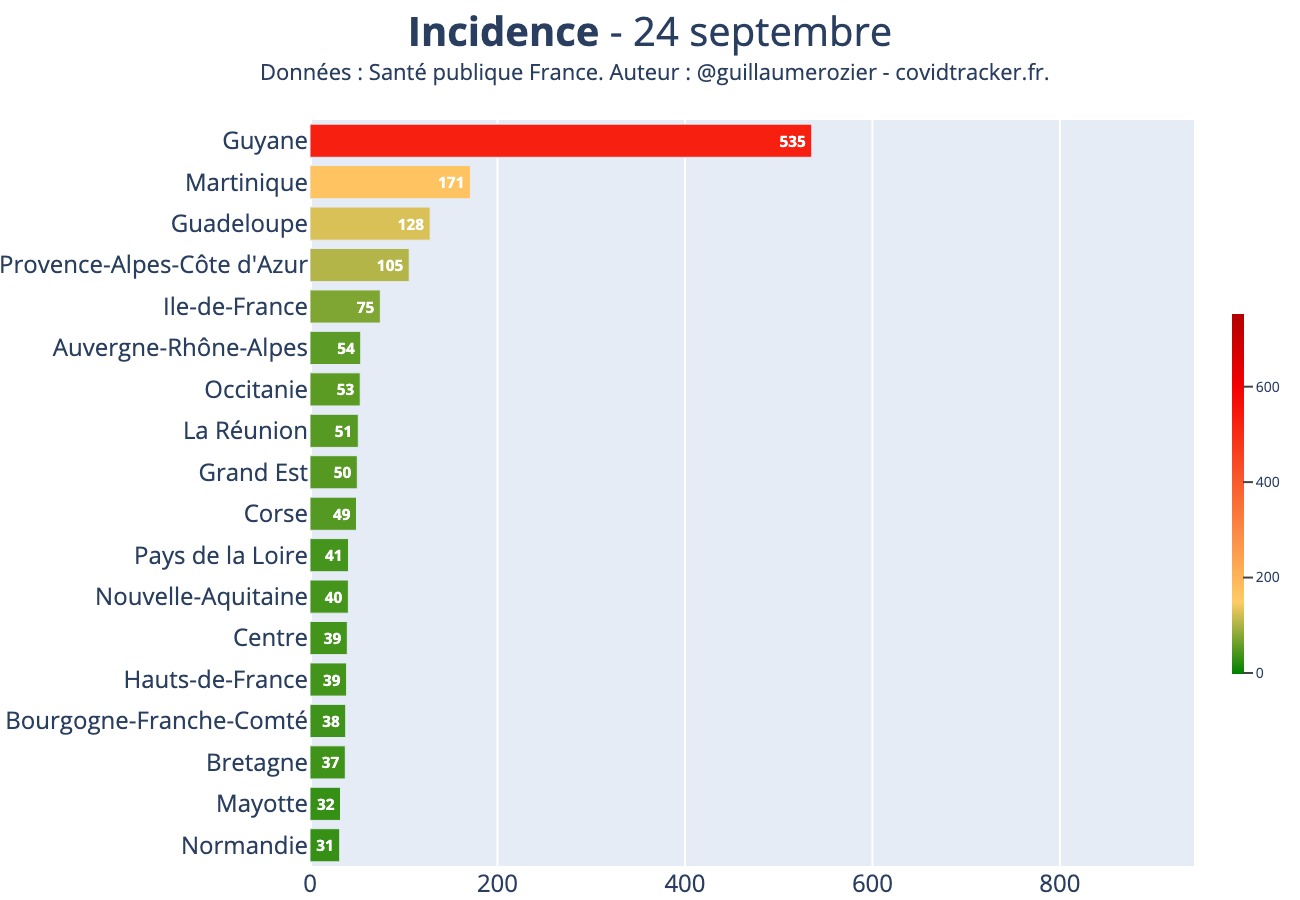 Incidence - 24 septembre
Données : Santé publique France. Auteur : @guillaumerozier - covidtracker.fr.
Guyane 535
Martinique 171
Guadeloupe 128
Provence-Alpes-Côte d'Azur 105
Ile-de-France 75
Auvergne-Rhône-Alpes 54
Occitanie 53
La Réunion 51
Grand Est 50
Corse 49
Pays de la Loire 41
Nouvelle-Aquitaine 40
Centre 39
Hauts-de-France 39
Bourgogne-Franche-Comté 38
Bretagne 37
Mayotte 32
Normandie 31
0 200 400 600 800
600
400
200
0